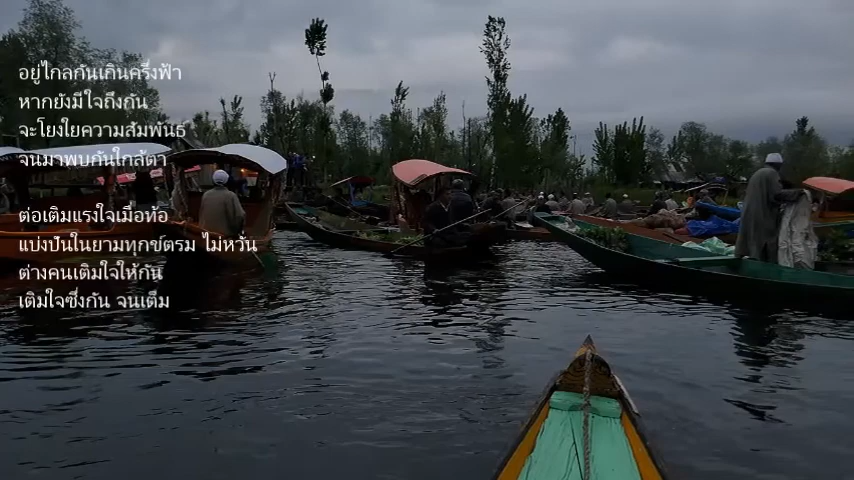 อยู่ไกลกันเกินครึ่งฟ้า
หากยังมีใจถึงกัน
จะโยงใยความสัมพันธ์
จนมาพบกันใกล้ตา
ต่อเติมแรงใจเมื่อท้อ
แบ่งปันในยามทุกข์ตรม ไม่หวั่น
ต่างคนเติมใจให้กัน
เติมใจซึ่งกัน จนเต็ม